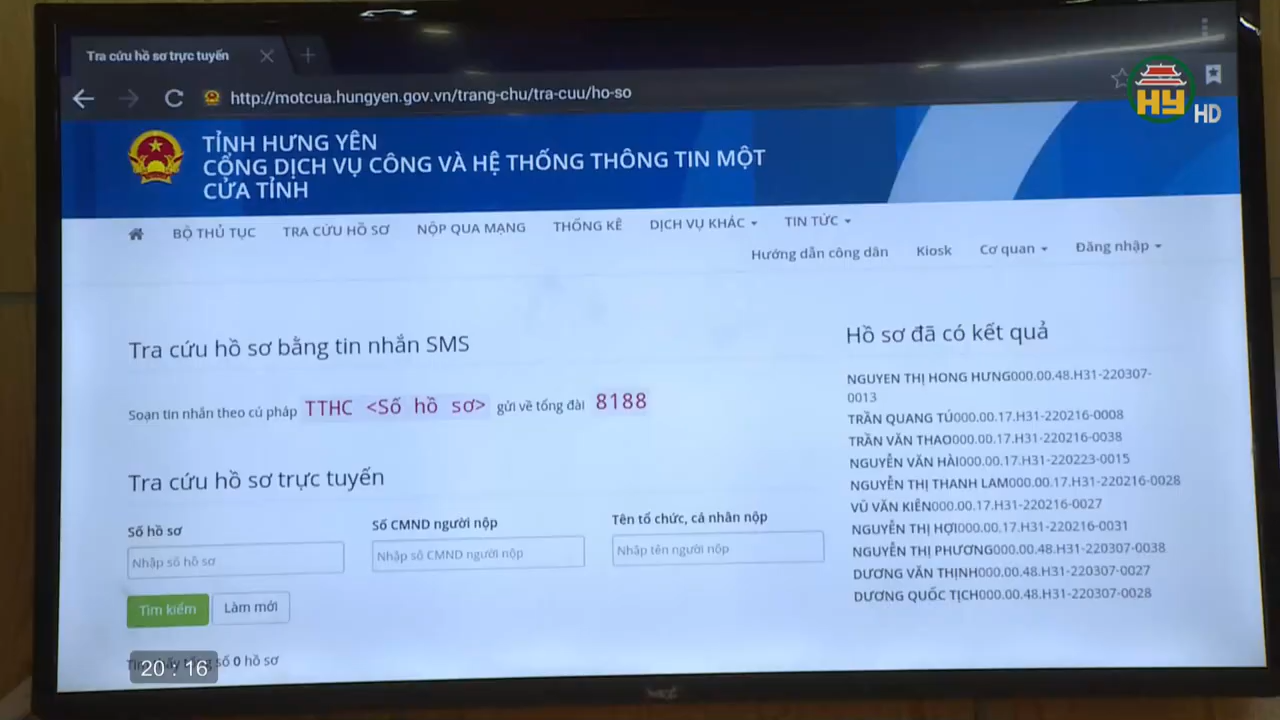 Tra cứu hồ sơ trực tuyến
http://motcua.hungyen.gov.vn/trang-chu/tra-cuu/ho-so
HY HD
TỈNH HƯNG YÊN
CỔNG DỊCH VỤ CÔNG VÀ HỆ THỐNG THÔNG TIN MỘT
CỬA TỈNH
BỘ THỦ TỤC TRA CỨU HỒ SƠ NỘP QUA MẠNG THỐNG KÊ DỊCH VỤ KHÁC TIN TỨC
Hướng dẫn công dân Kiosk Cơ quan Đăng nhập
Tra cứu hồ sơ bằng tin nhắn SMS
Soạn tin nhắn theo cú pháp TTHC <Số hồ sơ> gửi về tổng đài 8188
Tra cứu hồ sơ trực tuyến
Số hồ sơ Số CMND người nộp Tên tổ chức, cá nhân nộp
Nhập số hồ sơ Nhập số CMND người nộp Nhập tên người nộp
Tìm kiếm Làm mới
số 0 hồ sơ
20 : 16
Hồ sơ đã có kết quả
NGUYEN THỊ HONG HƯNG000.00.48.H31-220307-
0013
TRẦN QUANG TÚ000.00.17.H31-220216-0008
TRẦN VĂN THAO000.00.17.H31-220216-0038
NGUYỄN VĂN HÀI000.00.17.H31-220223-0015
NGUYỄN THỊ THANH LAM000.00.17.H31-220216-0028
VŨ VĂN KIÊN000.00.17.H31-220216-0027
NGUYỄN THỊ HỢI000.00.17.H31-220216-0031
NGUYỄN THỊ PHƯƠNG000.00.48.H31-220307-0038
DƯƠNG VĂN THỊNH000.00.48.H31-220307-0027
DƯƠNG QUỐC TỊCH000.00.48.H31-220307-0028